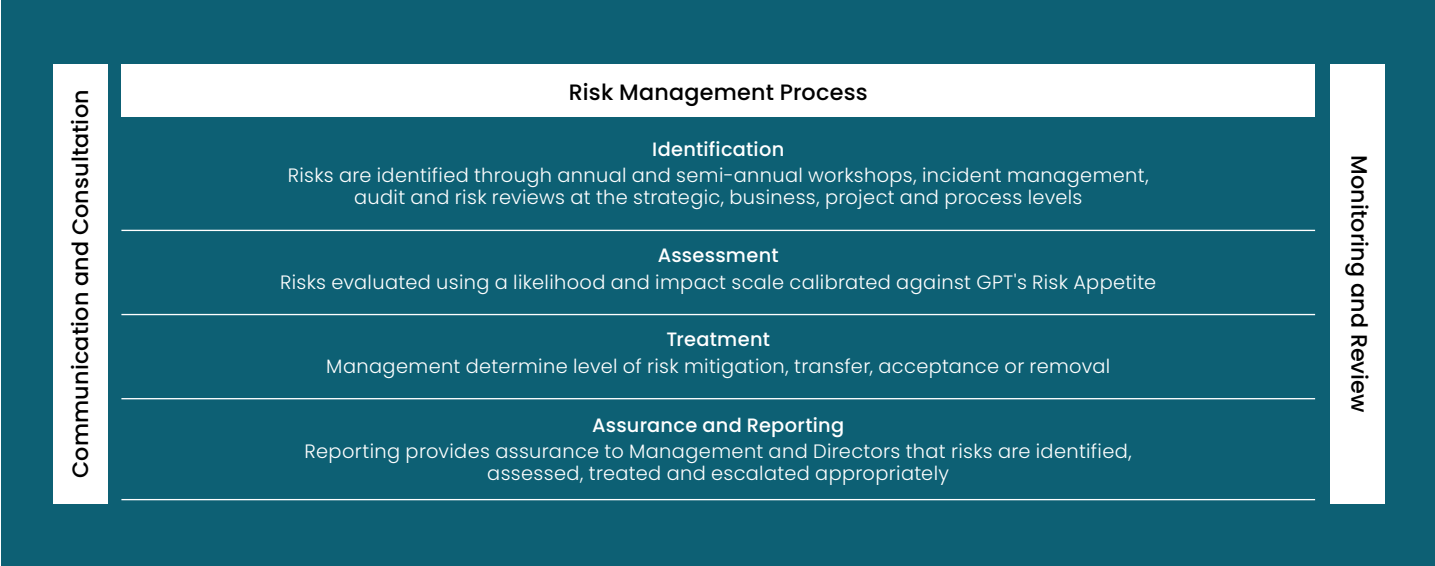 Communication and Consultation
Risk Management Process
Identification
Risks are identified through annual and semi-annual workshops, incident management,
audit and risk reviews at the strategic, business, project and process levels
Assessment
Risks evaluated using a likelihood and impact scale calibrated against GPT's Risk Appetite
Treatment
Management determine level of risk mitigation, transfer, acceptance or removal
Assurance and Reporting
Reporting provides assurance to Management and Directors that risks are identified,
assessed, treated and escalated appropriately
Monitoring and Review